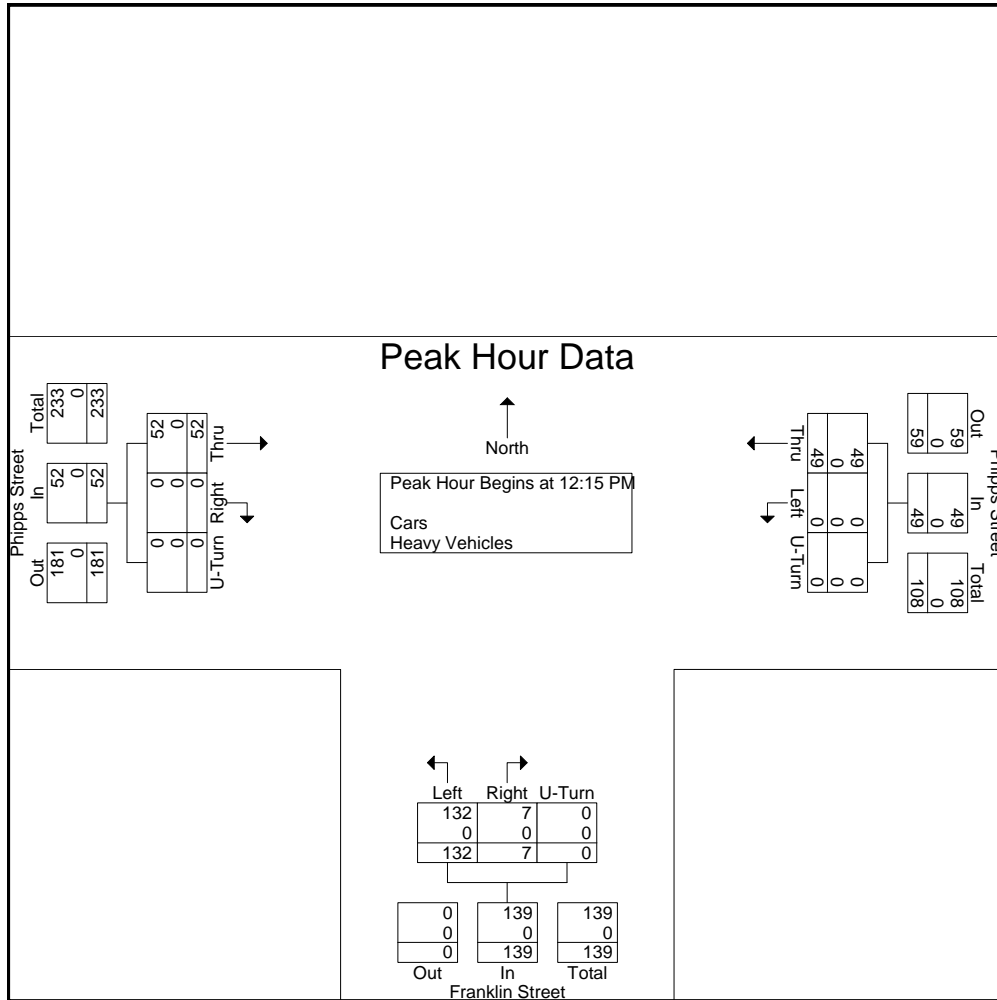 Peak Hour Data
North
Peak Hour Begins at 12:15 PM
Cars
Heavy Vehicles
Phipps Street
Total
233
0
233
In
52
0
52
Out
181
0
181
Thru
52
0
52
Right
0
0
0
U-Turn
0
0
0
Thru
49
0
49
Left
0
0
0
U-Turn
0
0
0
Out
59
0
59
In
49
0
49
Total
108
0
108
Phipps Street
Left Right U-Turn
132 7 0
0 0 0
132 7 0
0 139 139
0 0 0
0 139 139
Out In Total
Franklin Street